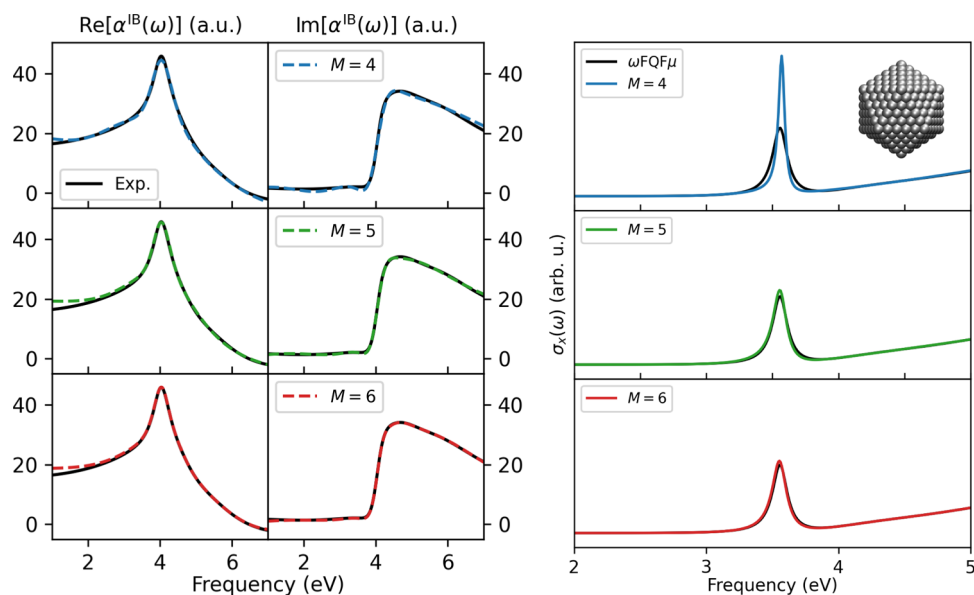 Re[α^IB(ω)] (a.u.)
Im[α^IB(ω)] (a.u.)
40
20
0
Exp.
M = 4
40
20
0
40
20
0
M = 5
40
20
0
40
20
0
M = 6
40
20
0
2
4
6
2
4
6
Frequency (eV)
ωFQFμ
M = 4
M = 5
M = 6
σₓ(ω) (arb. u.)
2
3
4
5
Frequency (eV)